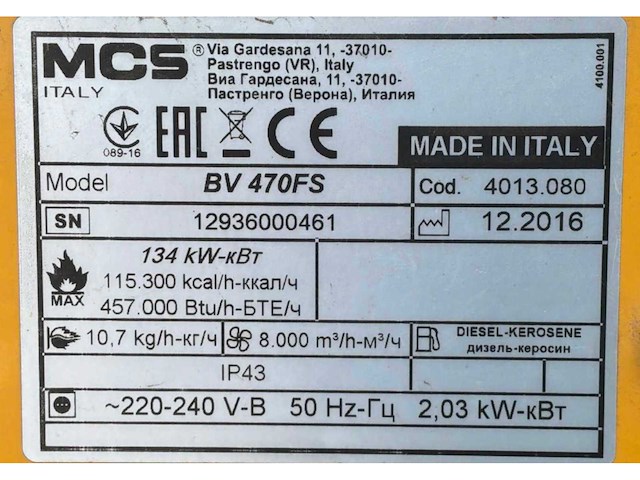 MCS ® Via Gardesana 11, -37010-
Pastrengo (VR), Italy
ITALY Виа Гардесана, 11, -37010-
Пастренго (Верона), Италия
4100.001
089-16 EAC CE MADE IN ITALY
Model BV 470FS Cod. 4013.080
SN 12936000461 12.2016
134 kW-кВт
115.300 kcal/h-ккал/ч
MAX 457.000 Btu/h-БТЕ/ч
10,7 kg/h-кг/ч 8.000 m³/h-м³/ч DIESEL-KEROSENE
дизель-керосин
IP43
~220-240 V-В 50 Hz-Гц 2,03 kW-кВт